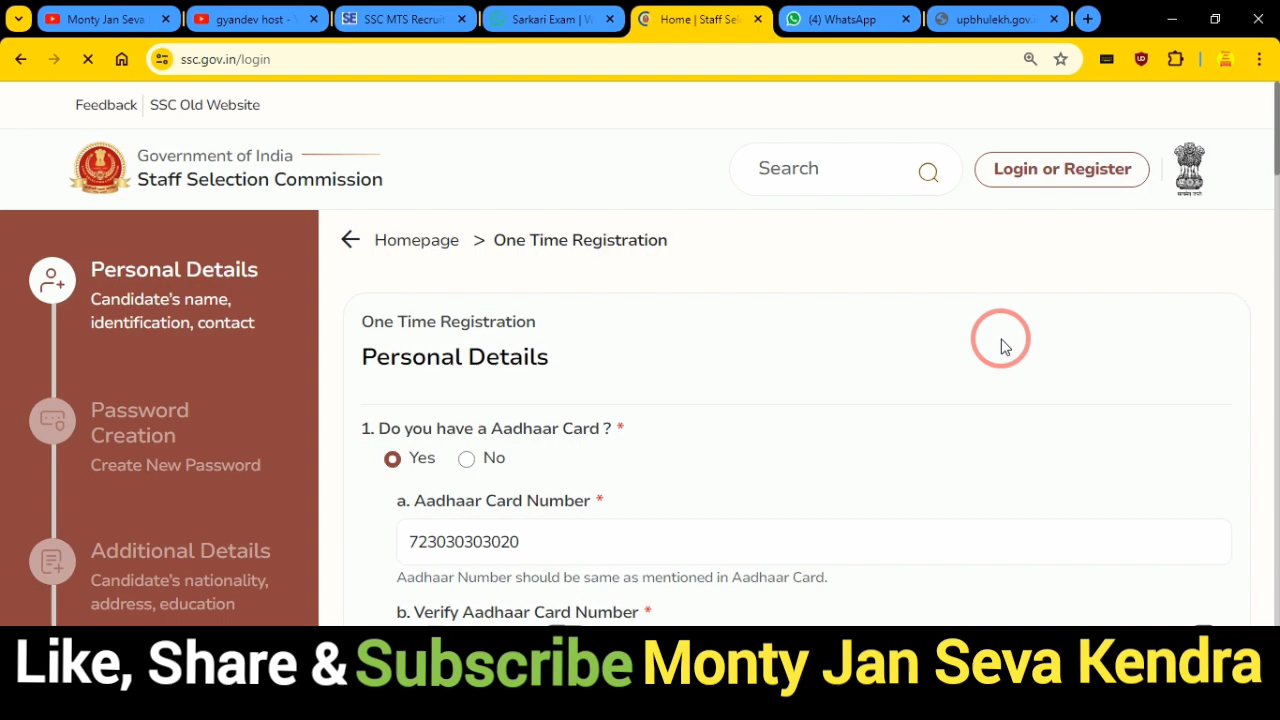 Monty Jan Seva
gyandev host -
SSC MTS Recruit
Sarkari Exam | W
Home | Staff Sel
(4) WhatsApp
upbhulekh.gov.i
ssc.gov.in/login
Feedback
SSC Old Website
Government of India
Staff Selection Commission
Search
Login or Register
Personal Details
Candidate's name,
identification, contact
Password
Creation
Create New Password
Additional Details
Candidate's nationality,
address, education
Homepage > One Time Registration
One Time Registration
Personal Details
1. Do you have a Aadhaar Card ? *
Yes No
a. Aadhaar Card Number *
723030303020
Aadhaar Number should be same as mentioned in Aadhaar Card.
b. Verify Aadhaar Card Number *
Like, Share & Subscribe Monty Jan Seva Kendra